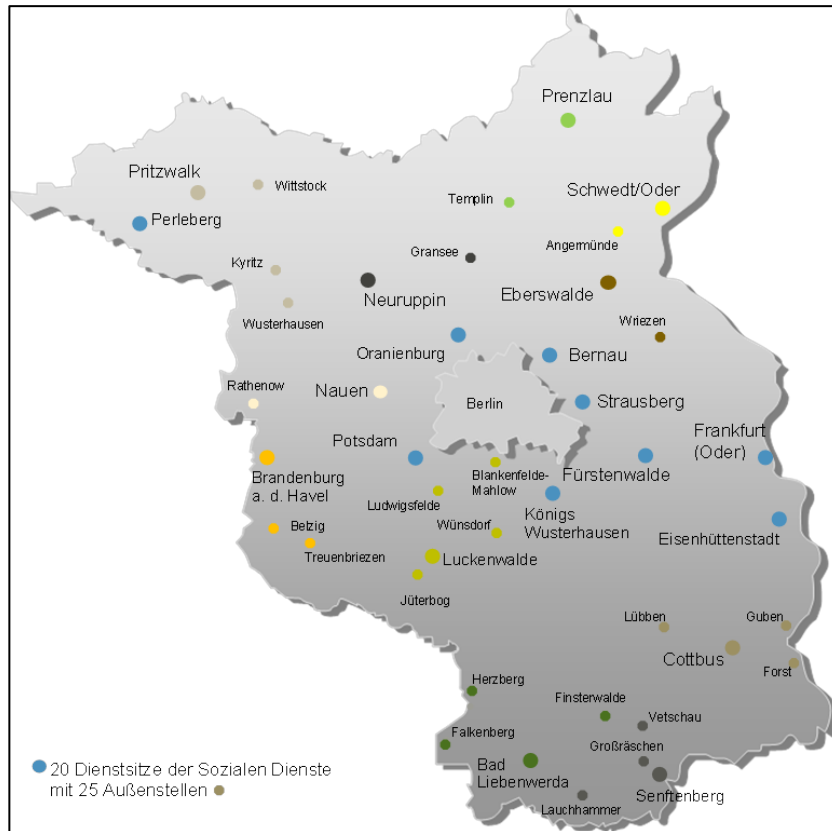 Prenzlau
Pritzwalk
Wittstock
Schwedt/Oder
Templin
Perleberg
Angermünde
Gransee
Kyritz
Neuruppin
Eberswalde
Wusterhausen
Wriezen
Oranienburg
Bernau
Rathenow
Nauen
Berlin
Strausberg
Potsdam
Frankfurt
(Oder)
Brandenburg
a. d. Havel
Blankenfelde-
Mahlow
Fürstenwalde
Ludwigsfelde
Königs
Wusterhausen
Belzig
Wünsdorf
Treuenbriezen
Eisenhüttenstadt
Luckenwalde
Jüterbog
Lübben
Guben
Cottbus
Forst
Herzberg
Finsterwalde
Vetschau
Falkenberg
Großräschen
Bad
Liebenwerda
Senftenberg
Lauchhammer
20 Dienstsitze der Sozialen Dienste
mit 25 Außenstellen